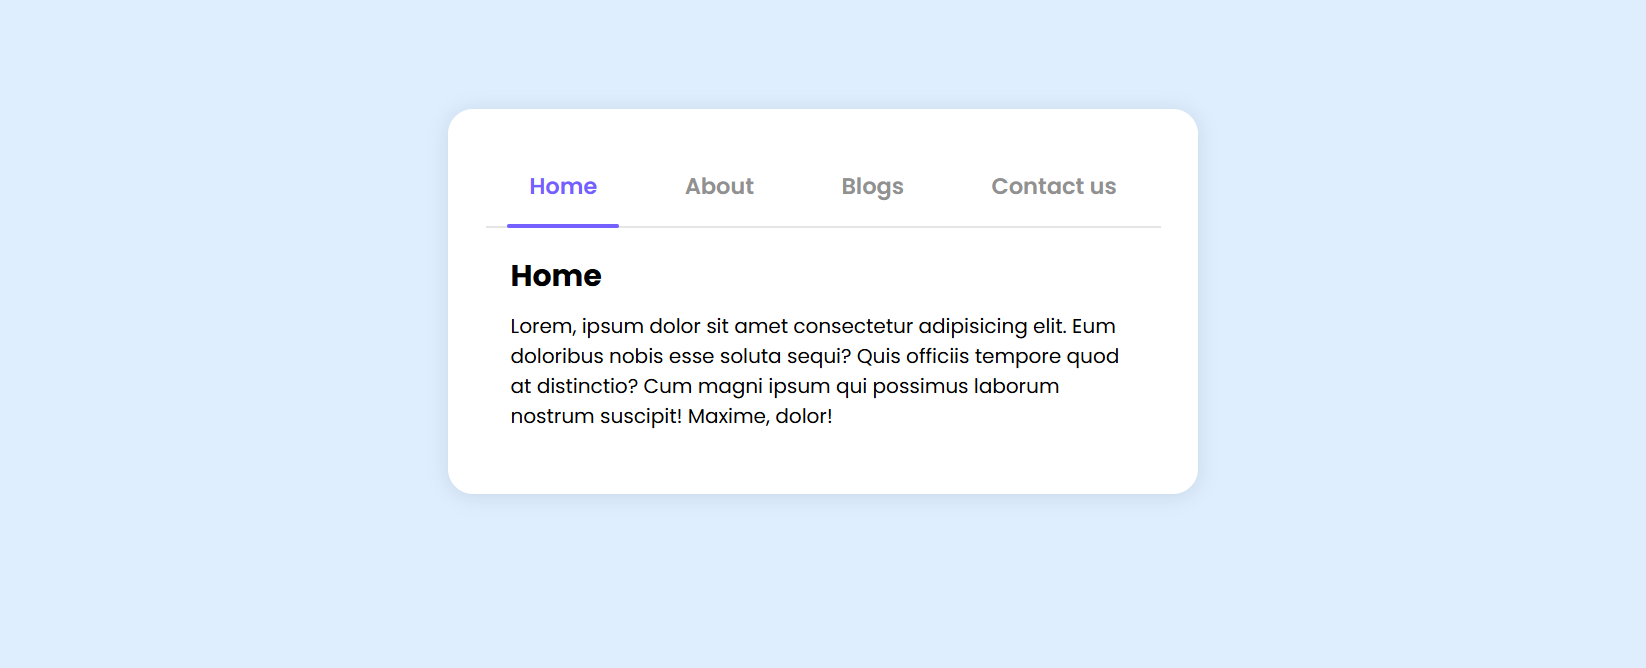 Home About Blogs Contact us
Home
Lorem, ipsum dolor sit amet consectetur adipisicing elit. Eum
doloribus nobis esse soluta sequi? Quis officiis tempore quod
at distinctio? Cum magni ipsum qui possimus laborum
nostrum suscipit! Maxime, dolor!